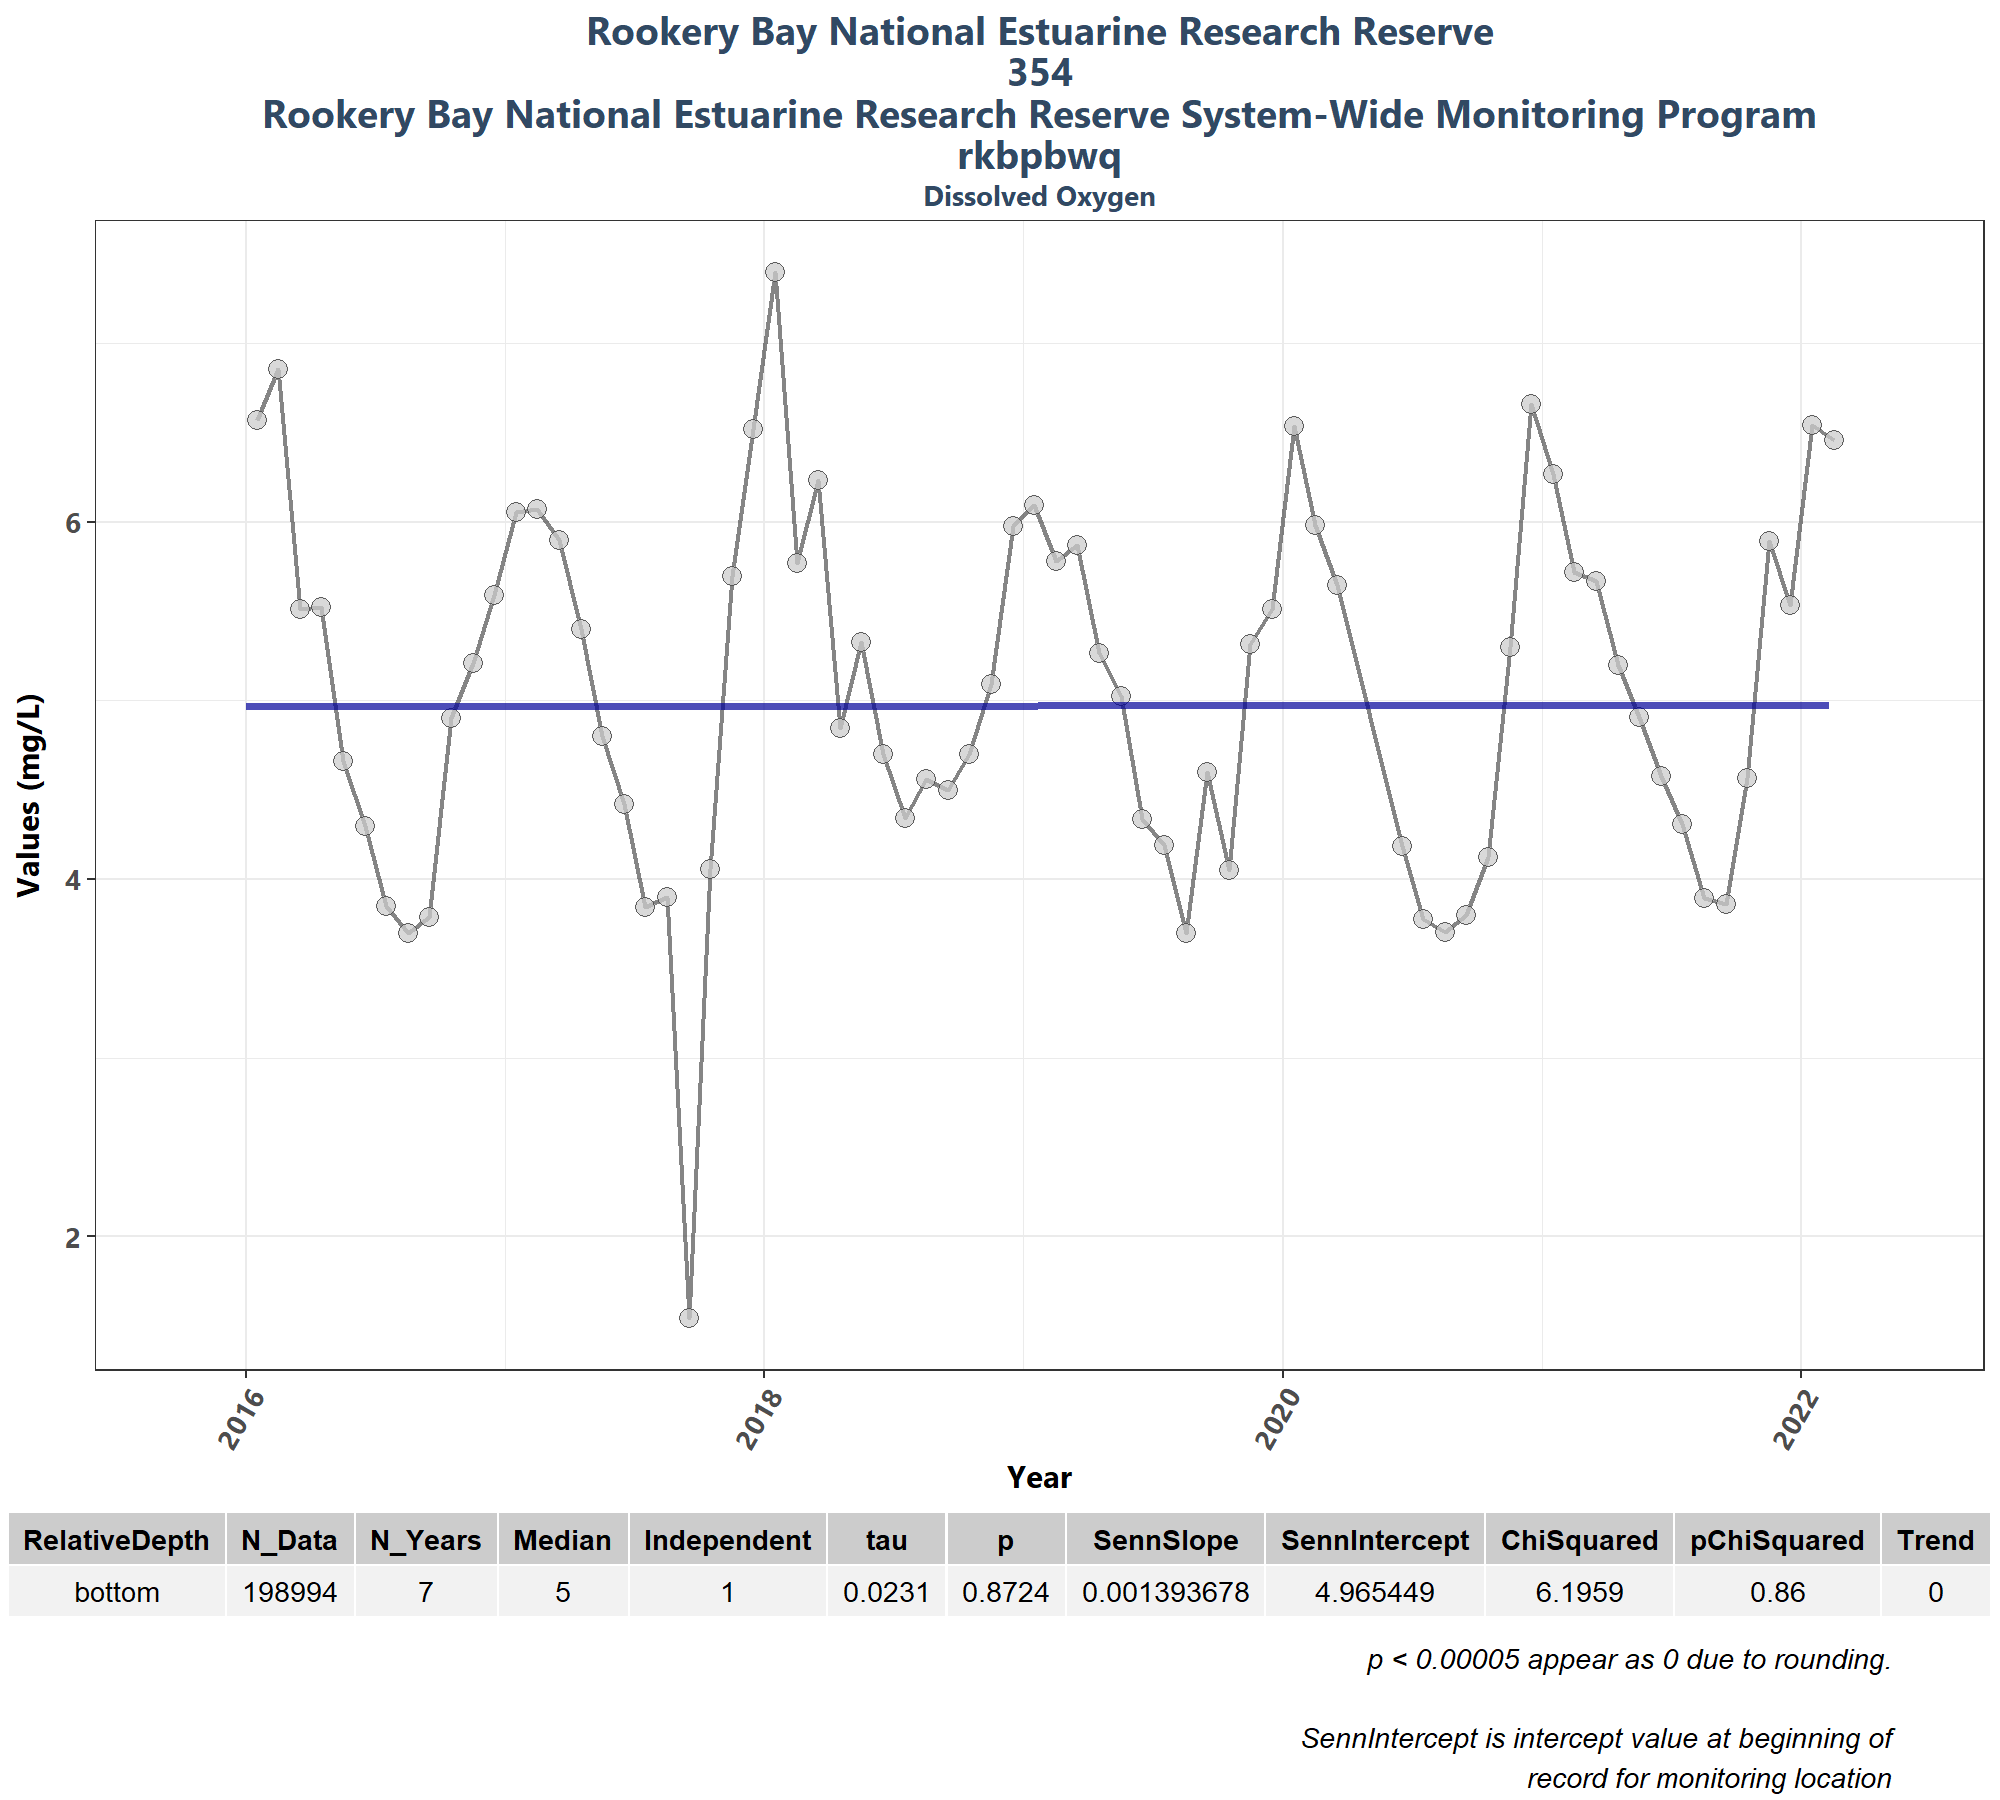 Rookery Bay National Estuarine Research Reserve
354
Rookery Bay National Estuarine Research Reserve System-Wide Monitoring Program
rkbpbwq
Dissolved Oxygen
Values (mg/L)
6
4
2
2016 2018 2020 2022
Year
RelativeDepth N_Data N_Years Median Independent tau p SennSlope SennIntercept ChiSquared pChiSquared Trend
bottom 198994 7 5 1 0.0231 0.8724 0.001393678 4.965449 6.1959 0.86 0
p < 0.00005 appear as 0 due to rounding.
SennIntercept is intercept value at beginning of
record for monitoring location